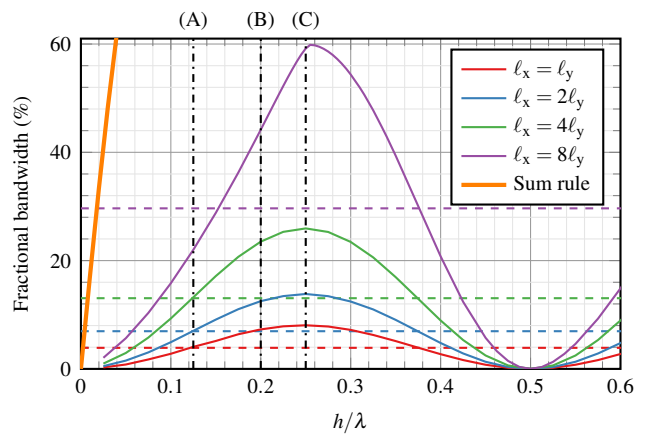 (A) (B) (C)
60
40
20
0
Fractional bandwidth (%)
ℓx = ℓy
ℓx = 2ℓy
ℓx = 4ℓy
ℓx = 8ℓy
Sum rule
0 0.1 0.2 0.3 0.4 0.5 0.6
h/λ